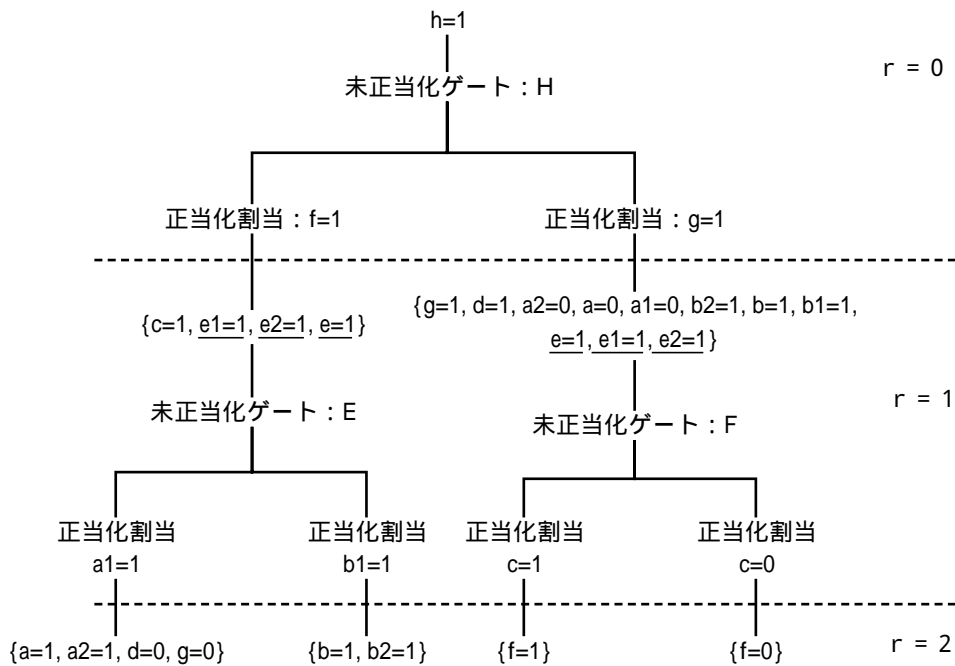 h=1
r = 0
未正当化ゲート：H
正当化割当：f=1
正当化割当：g=1
{c=1, e1=1, e2=1, e=1}
{g=1, d=1, a2=0, a=0, a1=0, b2=1, b=1, b1=1,
e=1, e1=1, e2=1}
r = 1
未正当化ゲート：E
未正当化ゲート：F
正当化割当
a1=1
正当化割当
b1=1
正当化割当
c=1
正当化割当
c=0
{a=1, a2=1, d=0, g=0}
{b=1, b2=1}
{f=1}
{f=0}
r = 2